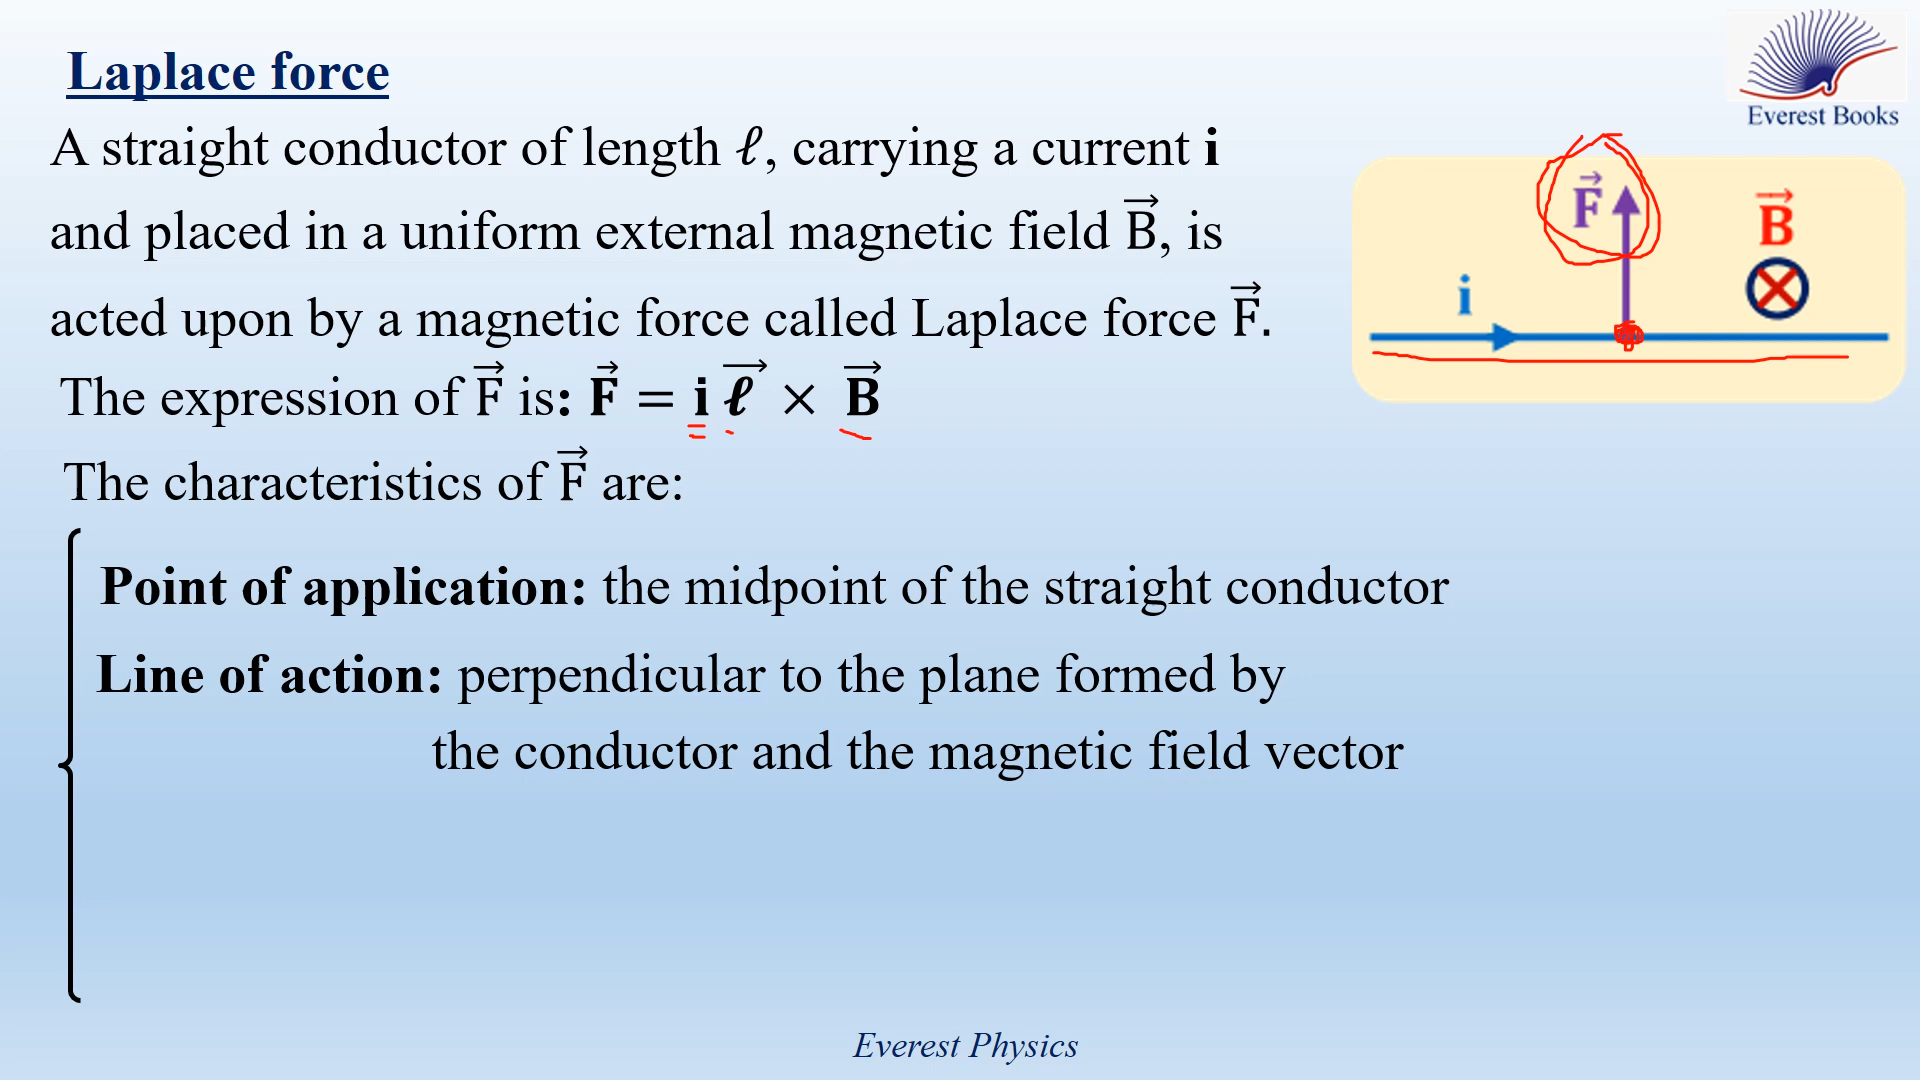 Laplace force
A straight conductor of length ℓ, carrying a current i
and placed in a uniform external magnetic field B⃗, is
acted upon by a magnetic force called Laplace force F⃗.
The expression of F⃗ is: F⃗ = i ℓ⃗ × B⃗
The characteristics of F⃗ are:
Point of application: the midpoint of the straight conductor
Line of action: perpendicular to the plane formed by
the conductor and the magnetic field vector
Everest Books
F⃗
B⃗
i
Everest Physics